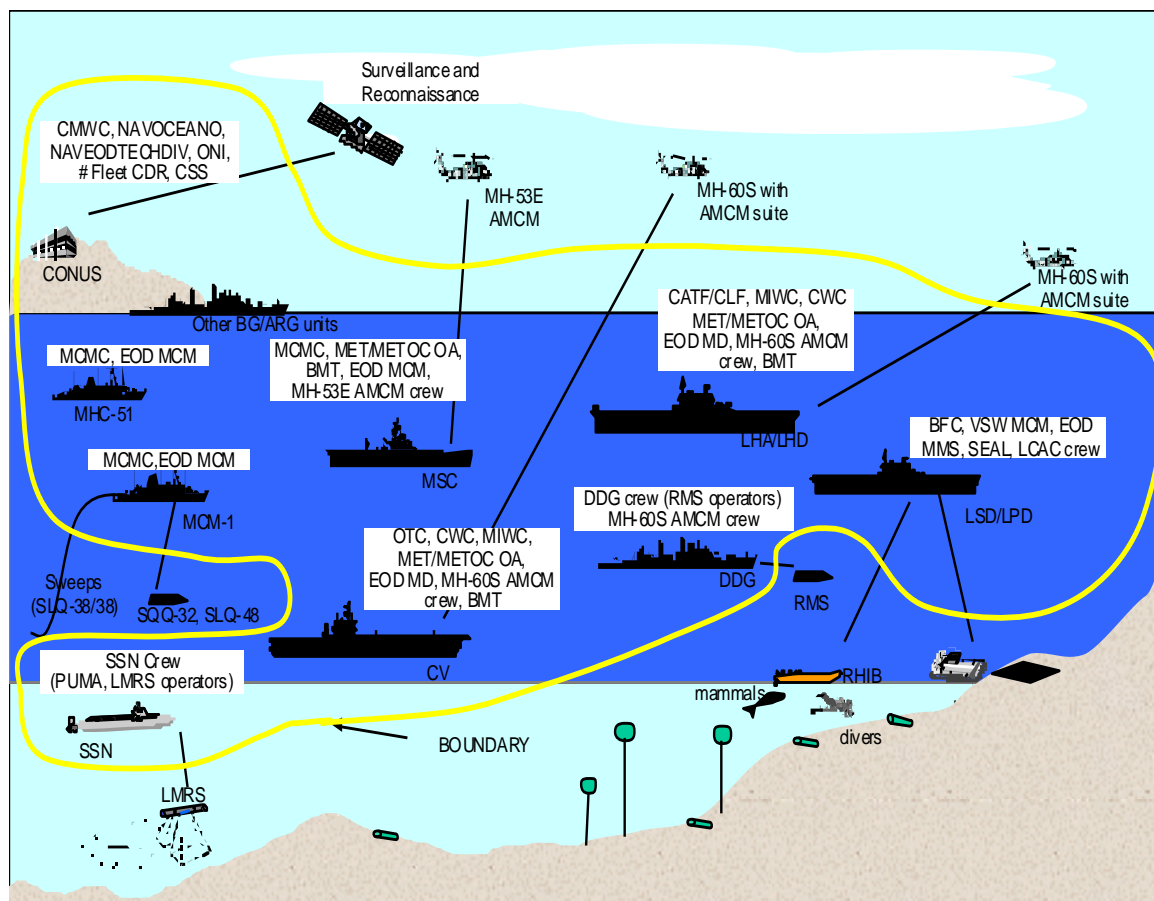 Surveillance and
Reconnaissance
CMWC, NAVOCEANO,
NAVEODTECHDIV, ONI,
# Fleet CDR, CSS
MH-53E
AMCM
MH-60S with
AMCM suite
CONUS
MH-60S with
AMCM suite
Other BG/ARG units
CATF/CLF, MIWC, CWC
MET/METOC OA,
EOD MD, MH-60S AMCM
crew, BMT
MCMC, EOD MCM
MHC-51
MCMC, MET/METOC OA,
BMT, EOD MCM,
MH-53E AMCM crew
LHA/LHD
BFC, VSW MCM, EOD
MMS, SEAL, LCAC crew
MCMC,EOD MCM
MCM-1
MSC
LSD/LPD
DDG crew (RMS operators)
MH-60S AMCM crew
OTC, CWC, MIWC,
MET/METOC OA,
EOD MD, MH-60S AMCM
crew, BMT
DDG
RMS
Sweeps
(SLQ-38/38)
SQQ-32, SLQ-48
CV
SSN Crew
(PUMA, LMRS operators)
RHIB
mammals
divers
SSN
BOUNDARY
LMRS